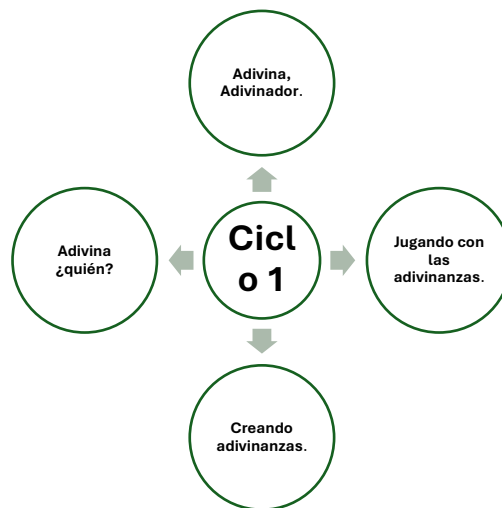 Adivina,
Adivinador.
Adivina
¿quién?
Cicl
o 1
Jugando con
las
adivinanzas.
Creando
adivinanzas.